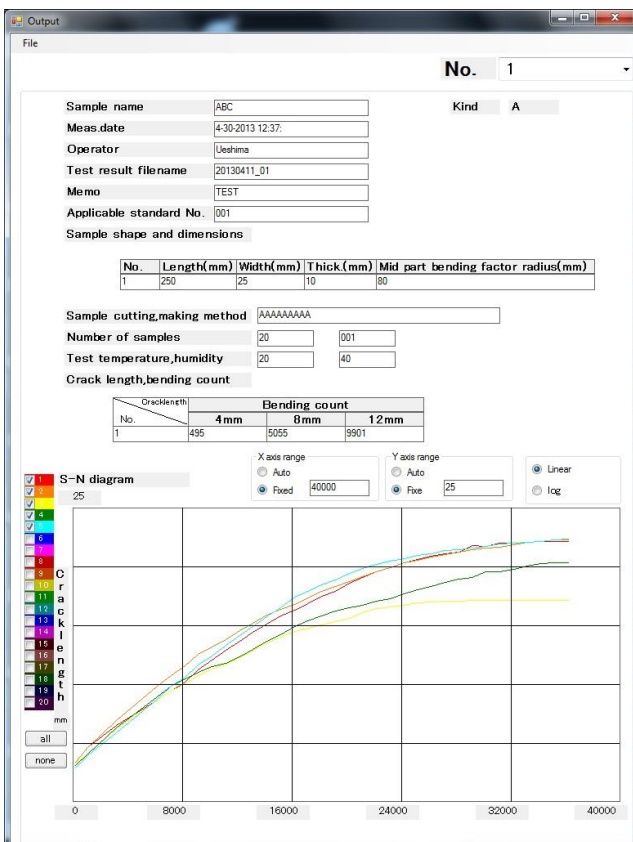 Output
File
No. 1
Sample name ABC Kind A
Meas.date 4-30-2013 12:37:
Operator Ueshima
Test result filename 20130411_01
Memo TEST
Applicable standard No. 001
Sample shape and dimensions
No. Length(mm) Width(mm) Thick.(mm) Mid part bending factor radius(mm)
1 250 25 10 80
Sample cutting,making method AAAAAAAAA
Number of samples 20 001
Test temperature,humidity 20 40
Crack length,bending count
Cracklength Bending count
No. 4mm 8mm 12mm
1 495 5055 9901
X axis range Y axis range
Auto Auto Linear
Fixed 40000 Fixe 25 log
S-N diagram
25
1
2
3
4
5
6
7
8
9
10
11
12
13
14
15
16
17
18
19
20
Cracklength
mm
all
none
0 8000 16000 24000 32000 40000